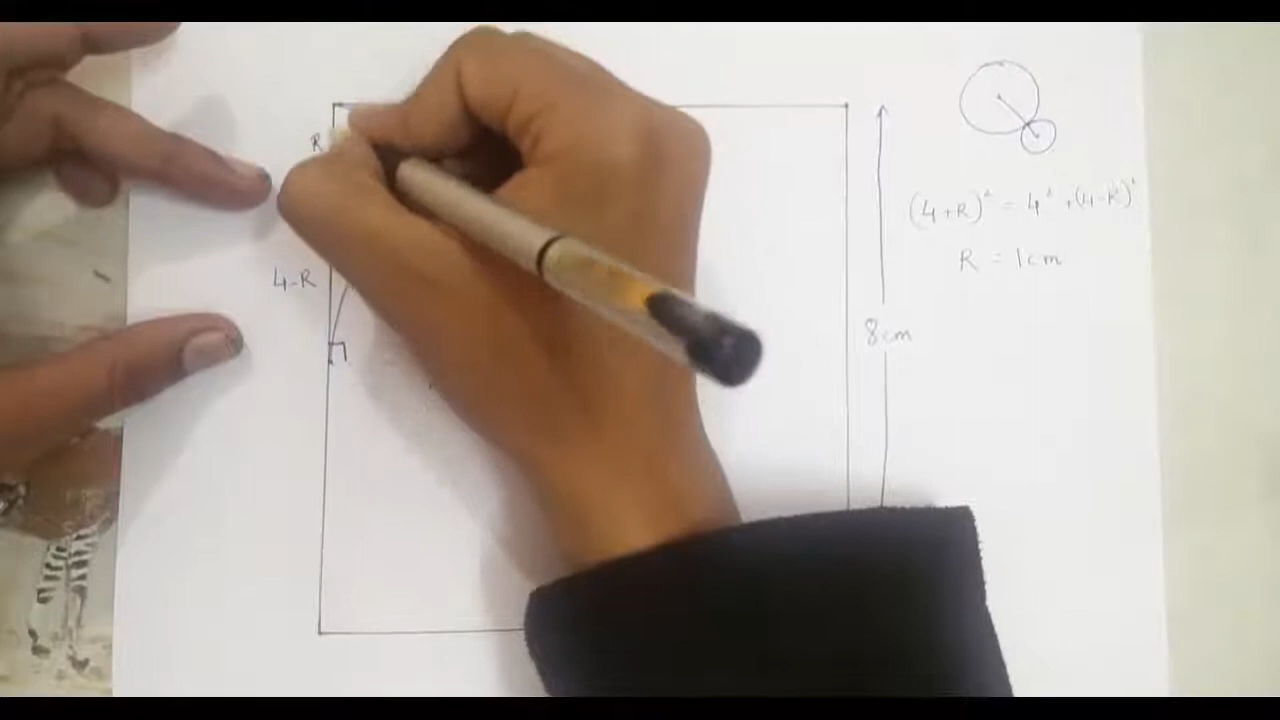 R
(4+R)² = 4² + (4-R)²
R = 1cm
4-R
8cm